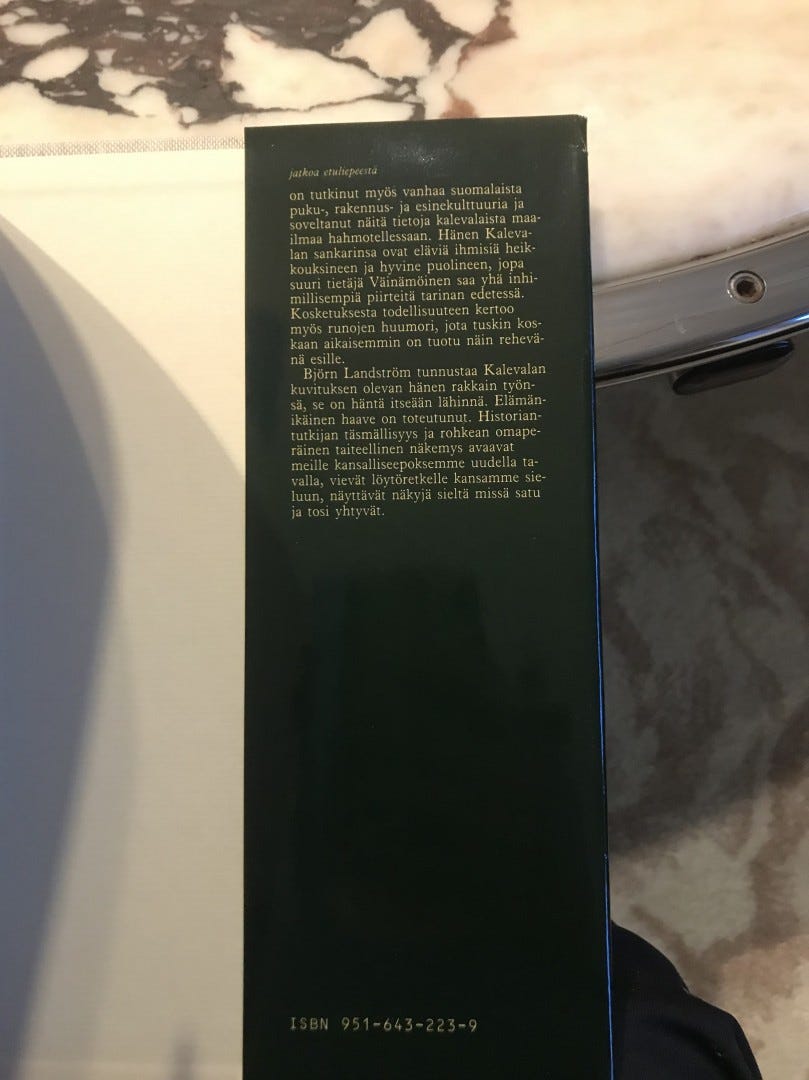 jatkoa etuliepeestä
on tutkinut myös vanhaa suomalaista
puku-, rakennus- ja esinekulttuuria ja
soveltanut näitä tietoja kalevalaista maa-
ilmaa hahmotellessaan. Hänen Kaleva-
lan sankarinsa ovat eläviä ihmisiä heik-
kouksineen ja hyvine puolineen, jopa
suuri tietäjä Väinämöinen saa yhä inhi-
millisempiä piirteitä tarinan edetessä.
Kosketuksesta todellisuuteen kertoo
myös runojen huumori, jota tuskin kos-
kaan aikaisemmin on tuotu näin rehevä-
nä esille.
Björn Landström tunnustaa Kalevalan
kuvituksen olevan hänen rakkain työn-
sä, se on häntä itseään lähinnä. Elämän-
ikäinen haave on toteutunut. Historian-
tutkijan täsmällisyys ja rohkean omape-
räinen taiteellinen näkemys avaavat
meille kansalliseepoksemme uudella ta-
valla, vievät löytöretkelle kansamme sie-
luun, näyttävät näkyjä sieltä missä satu
ja tosi yhtyvät.
ISBN 951-643-223-9